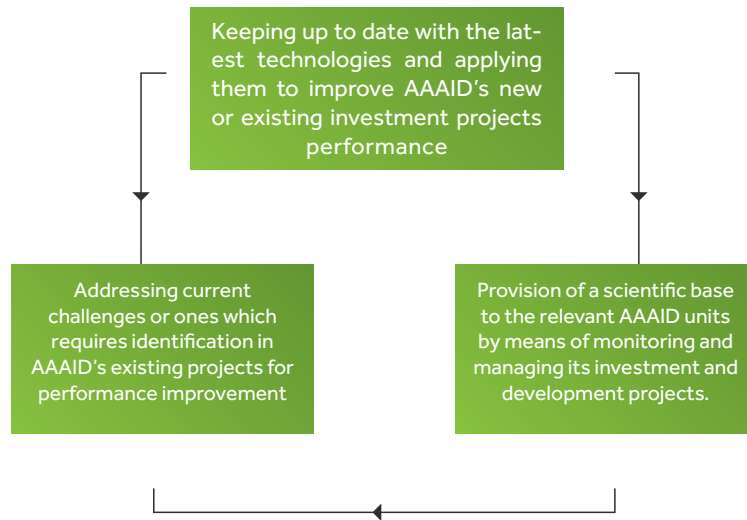 Keeping up to date with the lat-
est technologies and applying
them to improve AAAID's new
or existing investment projects
performance
Addressing current
challenges or ones which
requires identification in
AAAID's existing projects for
performance improvement
Provision of a scientific base
to the relevant AAAID units
by means of monitoring and
managing its investment and
development projects.